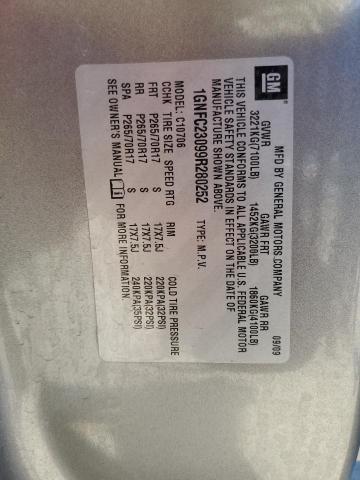 GM
MFD BY GENERAL MOTORS COMPANY 09/09
GVWR GAWR FRT GAWR RR
3221KG(7100LB) 1452KG(3200LB) 1860KG(4100LB)
THIS VEHICLE CONFORMS TO ALL APPLICABLE U.S. FEDERAL MOTOR
VEHICLE SAFETY STANDARDS IN EFFECT ON THE DATE OF
MANUFACTURE SHOWN ABOVE.
1GNFC23099R280252 TYPE: M.P.V.
MODEL: C10706
CCHK TIRE SIZE SPEED RTG RIM COLD TIRE PRESSURE
FRT P265/70R17 S 17X7.5J 220KPA(32PSI)
RR P265/70R17 S 17X7.5J 220KPA(32PSI)
SPA P265/70R17 S 17X7.5J 240KPA(35PSI)
SEE OWNER'S MANUAL i FOR MORE INFORMATION.